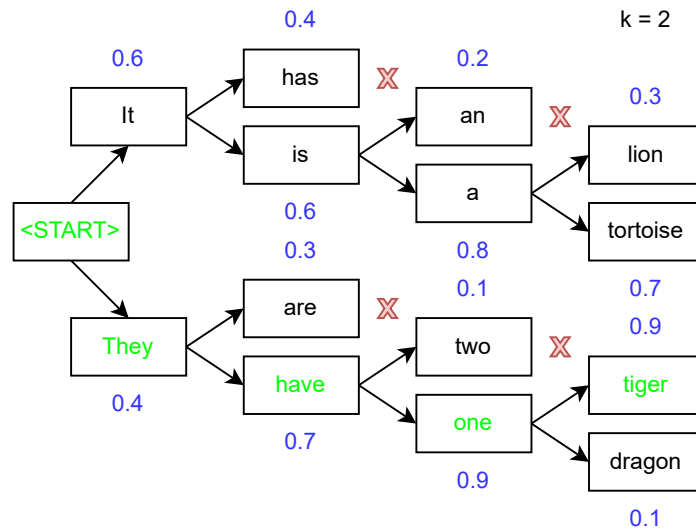 0.4
k = 2
0.6
has
X
0.2
0.3
It
an
X
is
lion
a
<START>
0.6
tortoise
0.3
0.8
0.7
are
X
0.1
0.9
They
two
X
have
tiger
0.4
one
0.7
dragon
0.9
0.1